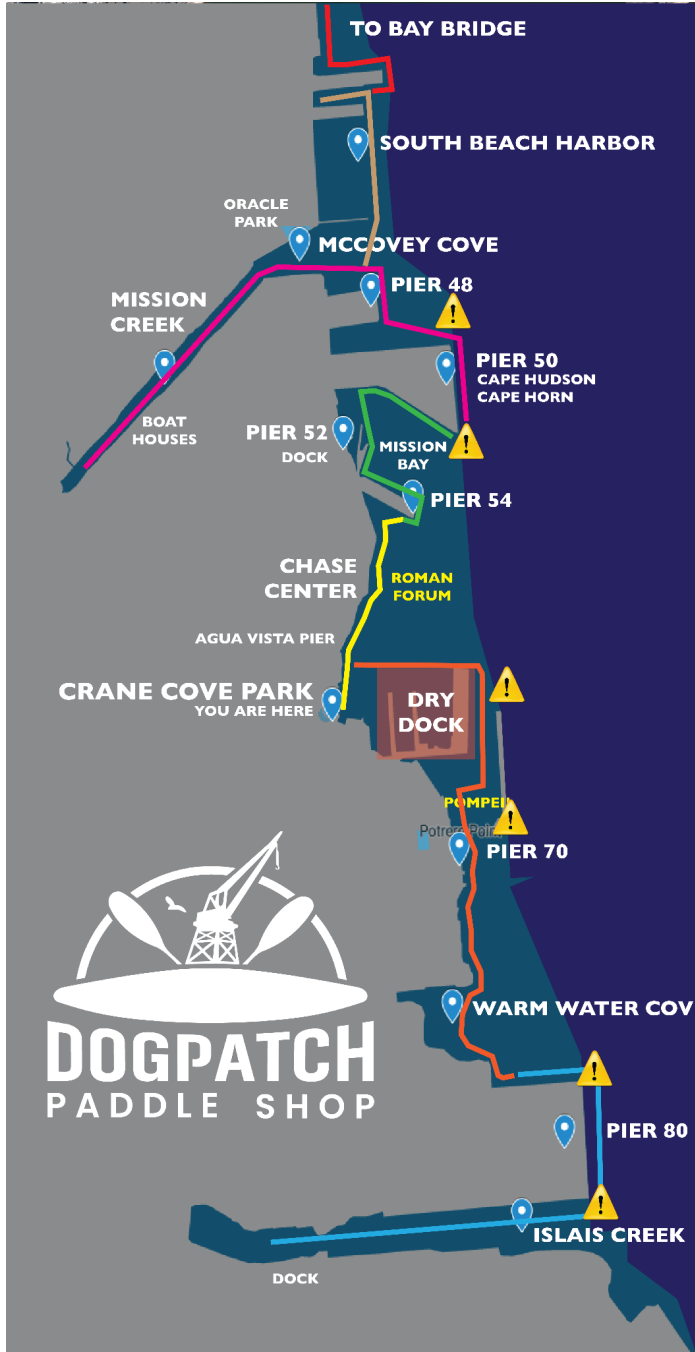 TO BAY BRIDGE
SOUTH BEACH HARBOR
ORACLE
PARK
MCCOVEY COVE
PIER 48
MISSION
CREEK
PIER 50
CAPE HUDSON
CAPE HORN
BOAT
HOUSES
PIER 52
DOCK
MISSION
BAY
PIER 54
CHASE
CENTER
ROMAN
FORUM
AGUA VISTA PIER
CRANE COVE PARK
YOU ARE HERE
DRY
DOCK
POMPEII
Potrero Point
PIER 70
WARM WATER COV
DOGPATCH
PADDLE SHOP
PIER 80
ISLAIS CREEK
DOCK